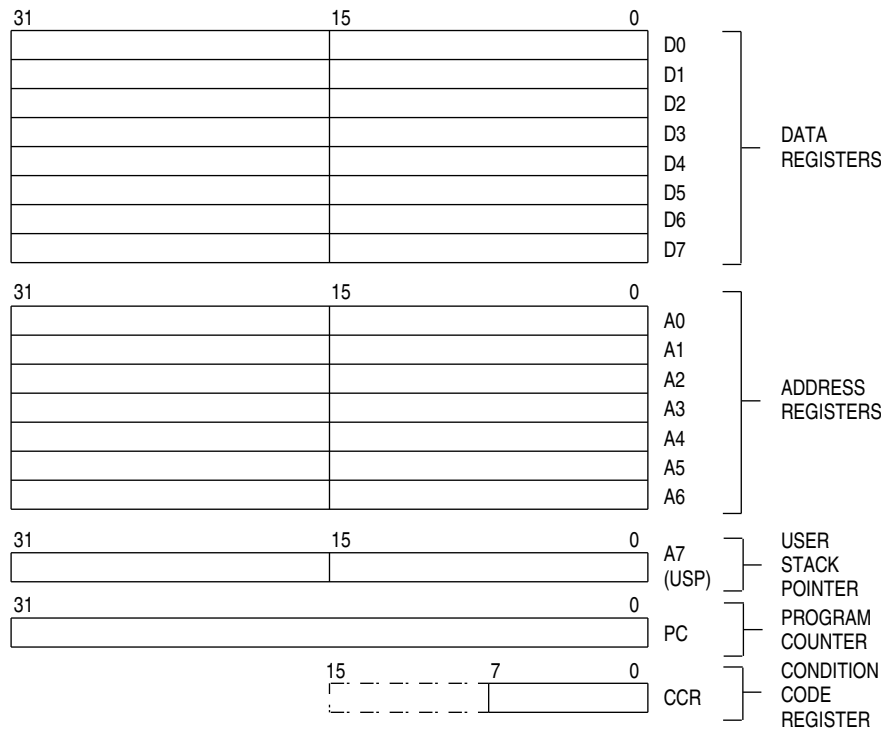 31 15 0
D0
D1
D2
D3
D4
D5
D6
D7
DATA
REGISTERS
31 15 0
A0
A1
A2
A3
A4
A5
A6
ADDRESS
REGISTERS
31 15 0
A7
(USP)
USER
STACK
POINTER
31 0
PC
PROGRAM
COUNTER
15 7 0
CCR
CONDITION
CODE
REGISTER